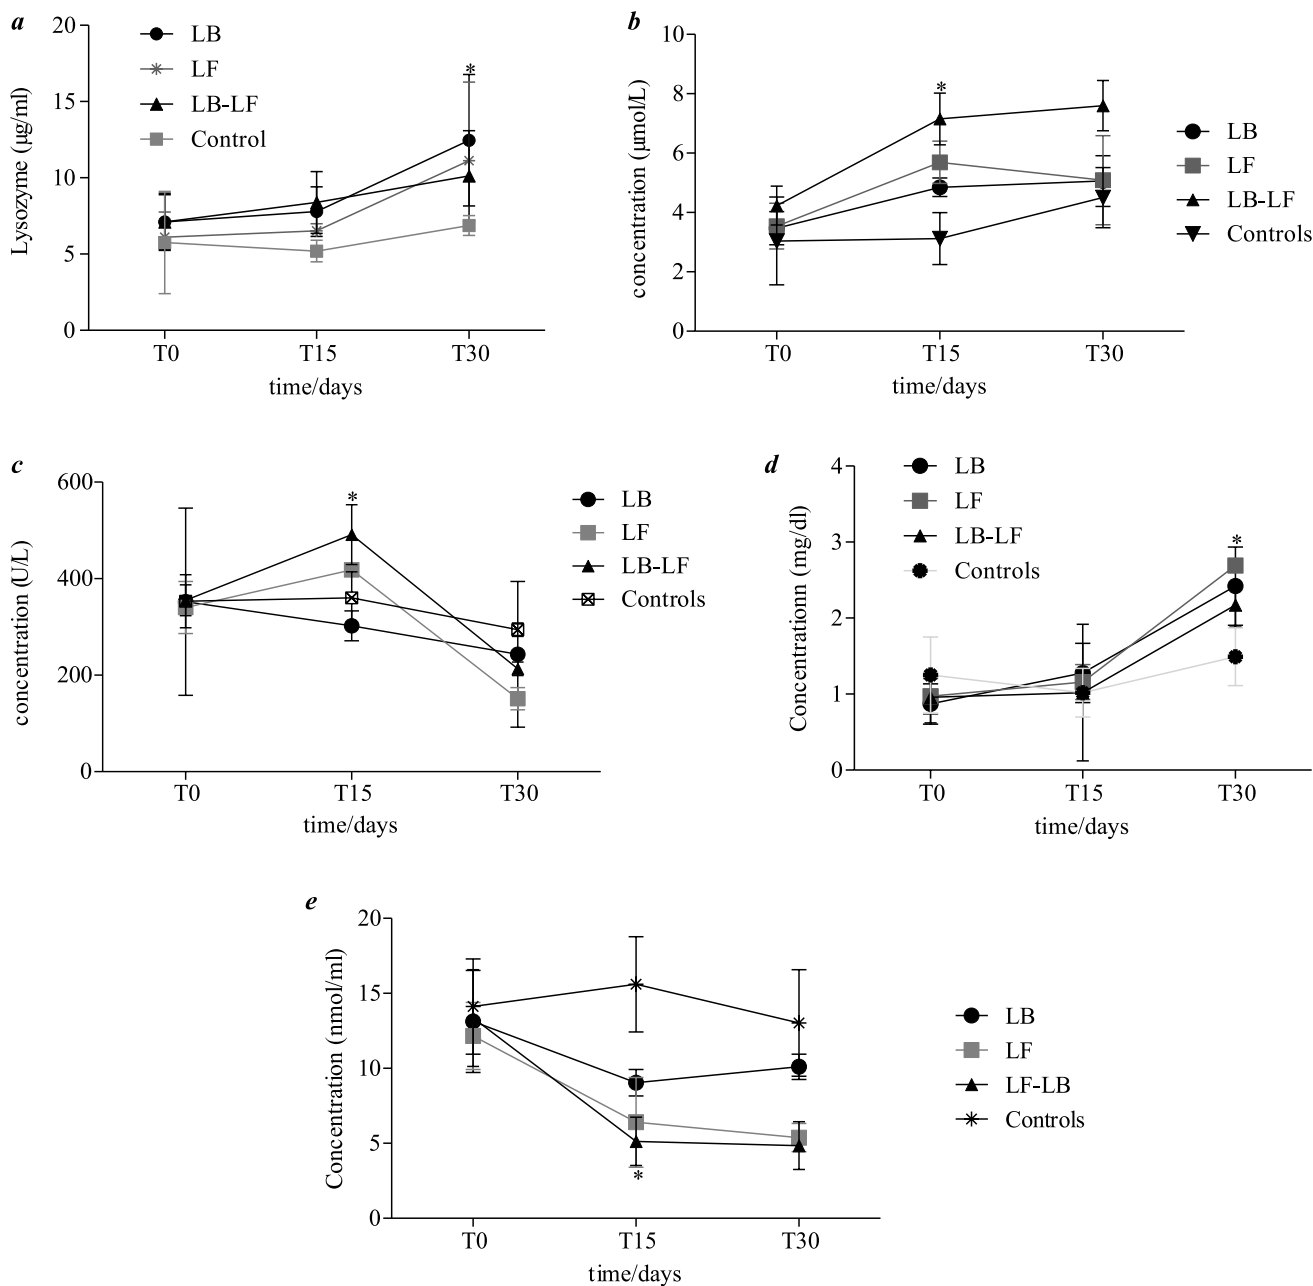 a
20
15
10
5
0
Lysozyme (µg/ml)
LB
LF
LB-LF
Control
*
T0 T15 T30
time/days
b
10
8
6
4
2
0
concentration (µmol/L)
*
LB
LF
LB-LF
Controls
T0 T15 T30
time/days
c
600
400
200
0
concentration (U/L)
*
LB
LF
LB-LF
Controls
T0 T15 T30
time/days
d
4
3
2
1
0
Concentrationn (mg/dl)
LB
LF
LB-LF
Controls
*
T0 T15 T30
time/days
e
20
15
10
5
0
Concentration (nmol/ml)
*
LB
LF
LF-LB
Controls
T0 T15 T30
time/days